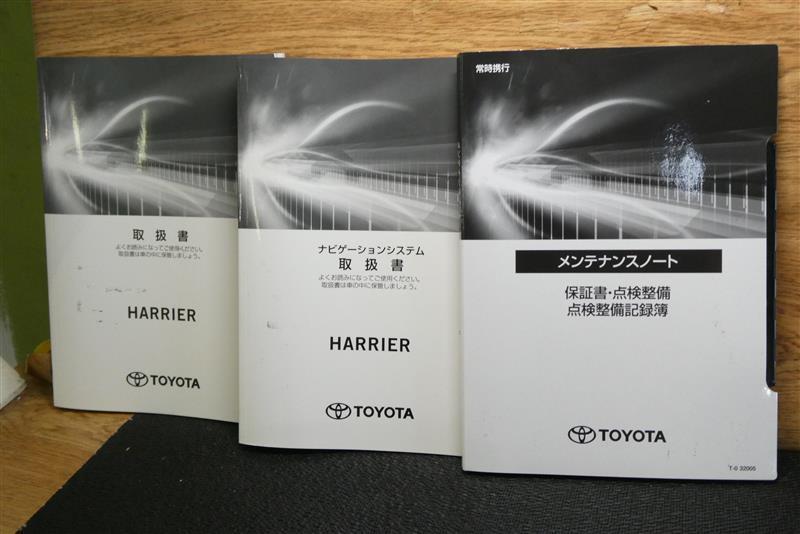 取扱書
よくお読みになってご使用ください。
取扱書は車の中に保管しましょう。
HARRIER
TOYOTA
ナビゲーションシステム
取扱書
よくお読みになってご使用ください。
取扱書は車の中に保管しましょう。
HARRIER
TOYOTA
常時携行
メンテナンスノート
保証書・点検整備
点検整備記録簿
TOYOTA
T-0 32005